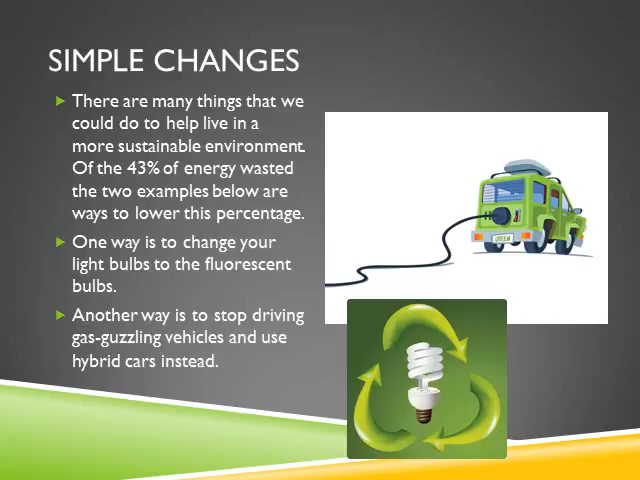 SIMPLE CHANGES
There are many things that we
could do to help live in a
more sustainable environment.
Of the 43% of energy wasted
the two examples below are
ways to lower this percentage.
One way is to change your
light bulbs to the fluorescent
bulbs.
Another way is to stop driving
gas-guzzling vehicles and use
hybrid cars instead.
GREEN